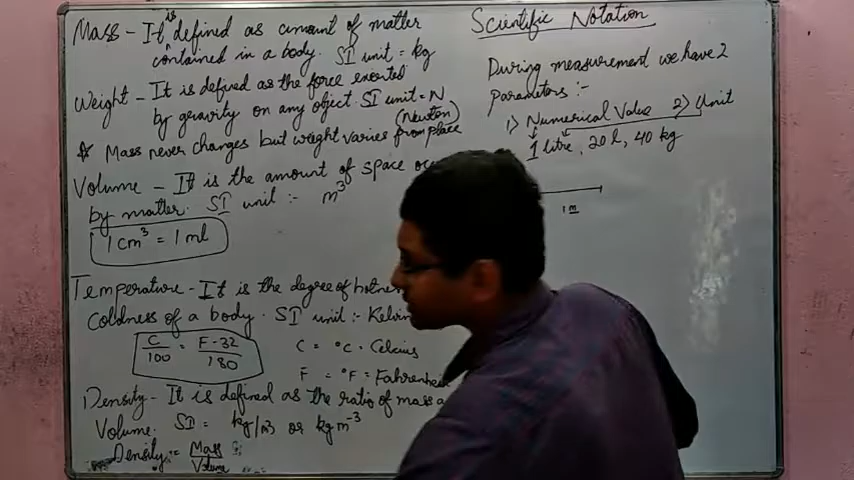 Mass - It is defined as amount of matter
contained in a body. SI unit = kg
Weight - It is defined as the force exerted
by gravity on any object. SI unit = N
(Newton)
* Mass never changes but weight varies from place
Volume - It is the amount of space
by matter. SI unit :- m³
1 cm³ = 1 ml
Temperature - It is the degree of hotness
coldness of a body. SI unit :- Kelvin
C/100 = F-32/180
C = °C = Celcius
F = °F = Fahrenheit
Density - It is defined as the ratio of mass
Volume. SI = kg/m³ or kgm⁻³
Density = Mass/Volume
Scientific Notation
During measurement we have 2
parameters :-
1) Numerical Value 2) Unit
1 litre, 20 l, 40 kg
1 m